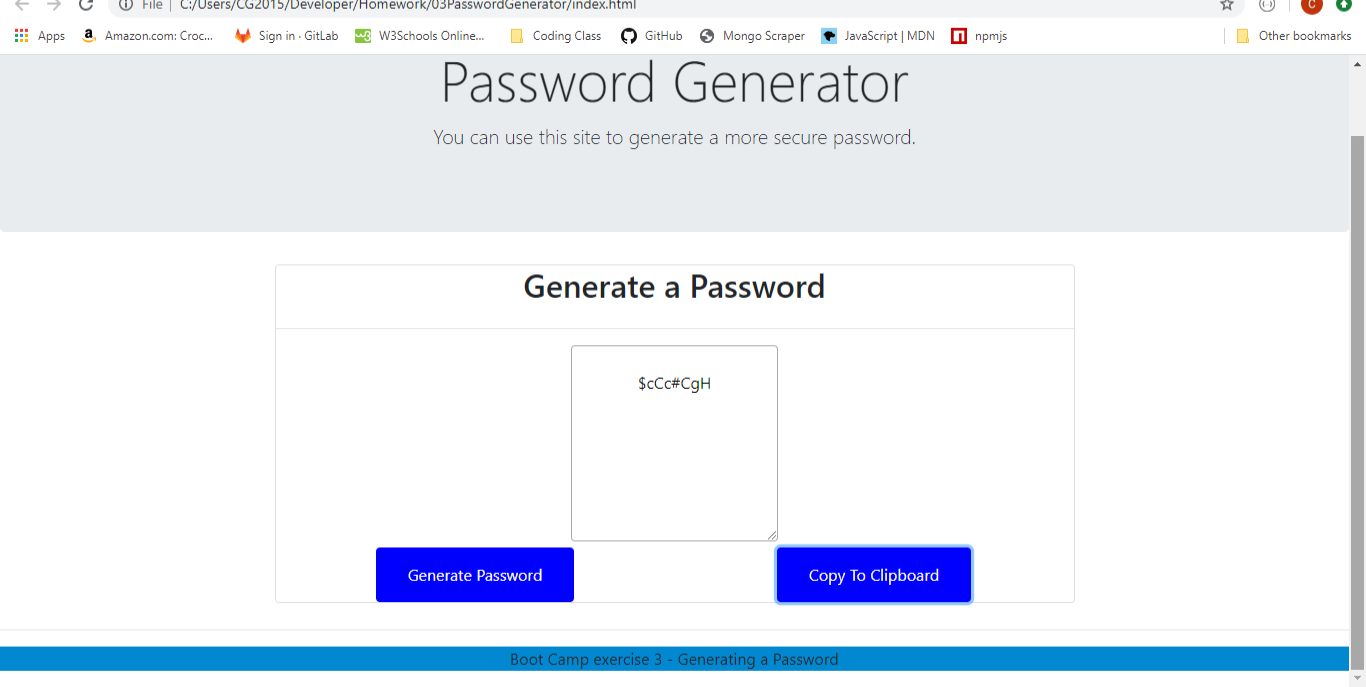 File | C:/Users/CG2015/Developer/Homework/03PasswordGenerator/index.html C
Apps Amazon.com: Croc... Sign in · GitLab W3Schools Online... Coding Class GitHub Mongo Scraper JavaScript | MDN npmjs Other bookmarks
Password Generator
You can use this site to generate a more secure password.
Generate a Password
$cCc#CgH
Generate Password Copy To Clipboard
Boot Camp exercise 3 - Generating a Password